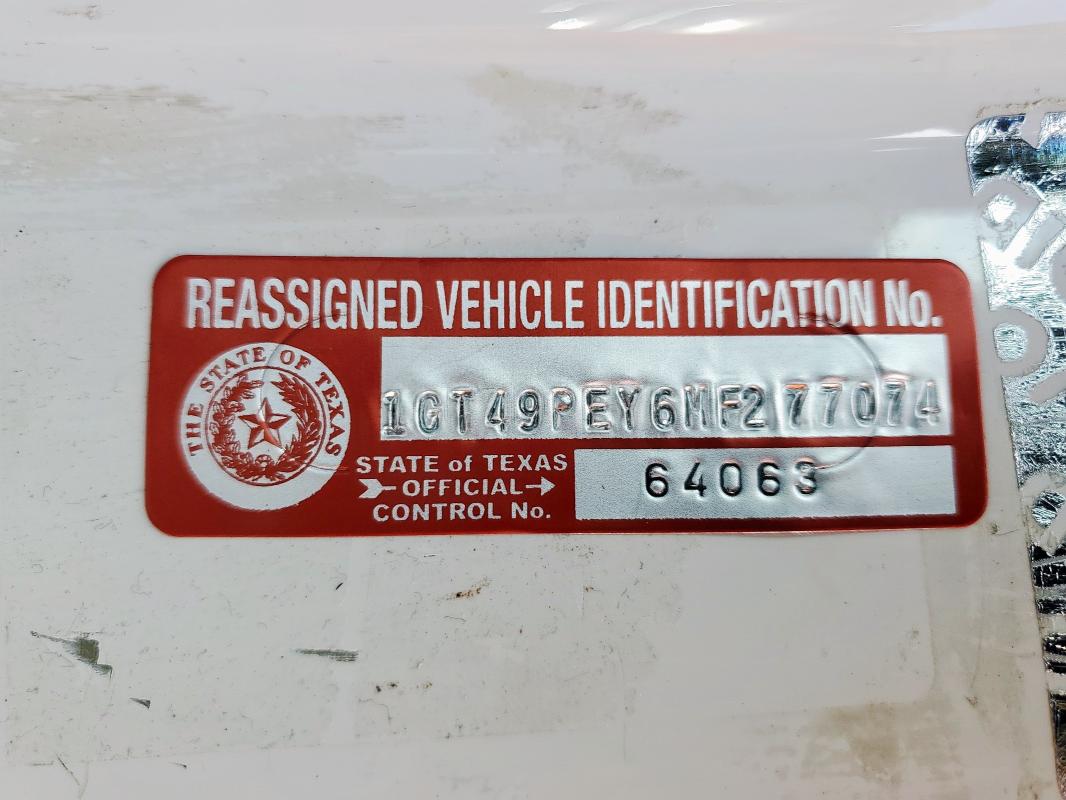 REASSIGNED VEHICLE IDENTIFICATION No.
THE STATE OF TEXAS
1GT49PEY6MF277074
STATE of TEXAS
OFFICIAL
CONTROL No.
64063